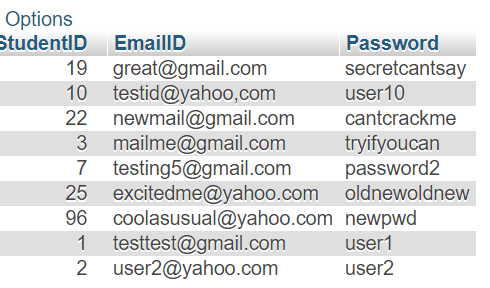 Options
StudentID EmailID Password
19 great@gmail.com secretcantsay
10 testid@yahoo,com user10
22 newmail@gmail.com cantcrackme
3 mailme@gmail.com tryifyoucan
7 testing5@gmail.com password2
25 excitedme@yahoo.com oldnewoldnew
96 coolasusual@yahoo.com newpwd
1 testtest@gmail.com user1
2 user2@yahoo.com user2